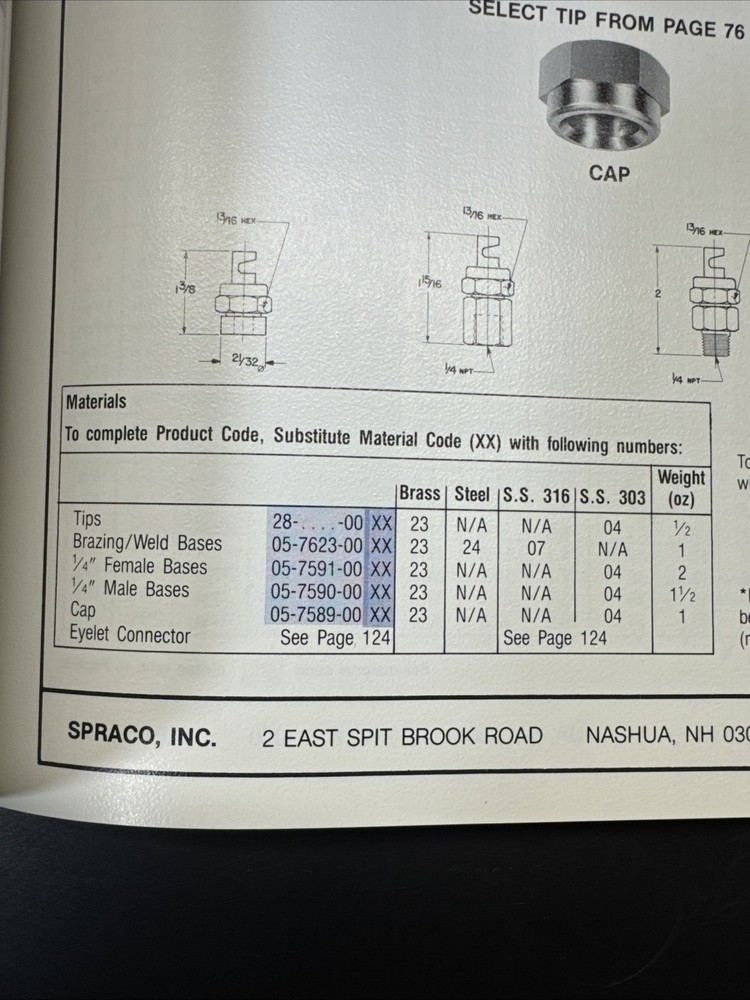 SELECT TIP FROM PAGE 76
CAP
13/16 HEX
13/16 HEX
13/16 HEX
1 3/8
1 15/16
2
21/32 Ø
1/4 NPT
1/4 NPT
Materials
To complete Product Code, Substitute Material Code (XX) with following numbers:
Brass Steel S.S. 316 S.S. 303 Weight (oz)
Tips 28-....-00 XX 23 N/A N/A 04 1/2
Brazing/Weld Bases 05-7623-00 XX 23 24 07 N/A 1
1/4" Female Bases 05-7591-00 XX 23 N/A N/A 04 2
1/4" Male Bases 05-7590-00 XX 23 N/A N/A 04 1 1/2
Cap 05-7589-00 XX 23 N/A N/A 04 1
Eyelet Connector See Page 124 See Page 124
SPRACO, INC. 2 EAST SPIT BROOK ROAD NASHUA, NH